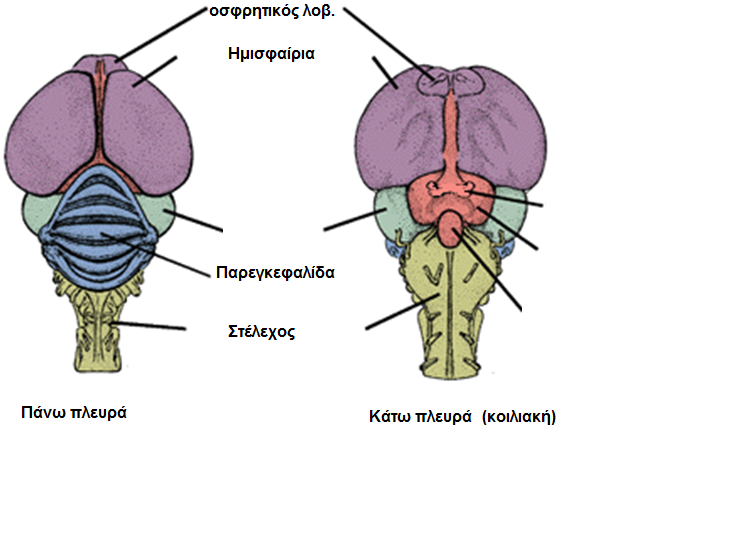 οσφρητικός λοβ.
Ημισφαίρια
Παρεγκεφαλίδα
Στέλεχος
Πάνω πλευρά
Κάτω πλευρά (κοιλιακή)